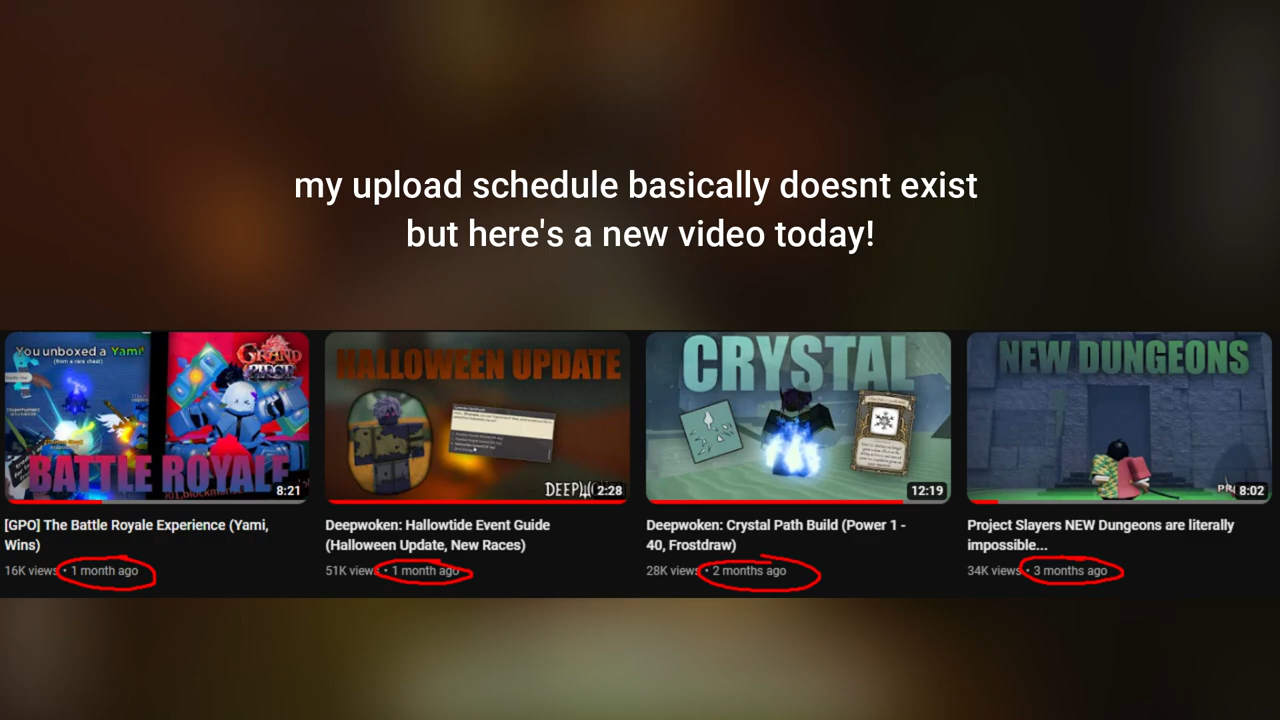 my upload schedule basically doesnt exist
but here's a new video today!
You unboxed a Yami!
(from a rare chest)
GRAND
PIECE
BATTLE ROYALE
8:21
HALLOWEEN UPDATE
2:28
CRYSTAL
12:19
NEW DUNGEONS
8:02
[GPO] The Battle Royale Experience (Yami,
Wins)
16K views • 1 month ago
Deepwoken: Hallowtide Event Guide
(Halloween Update, New Races)
51K views • 1 month ago
Deepwoken: Crystal Path Build (Power 1 -
40, Frostdraw)
28K views • 2 months ago
Project Slayers NEW Dungeons are literally
impossible...
34K views • 3 months ago